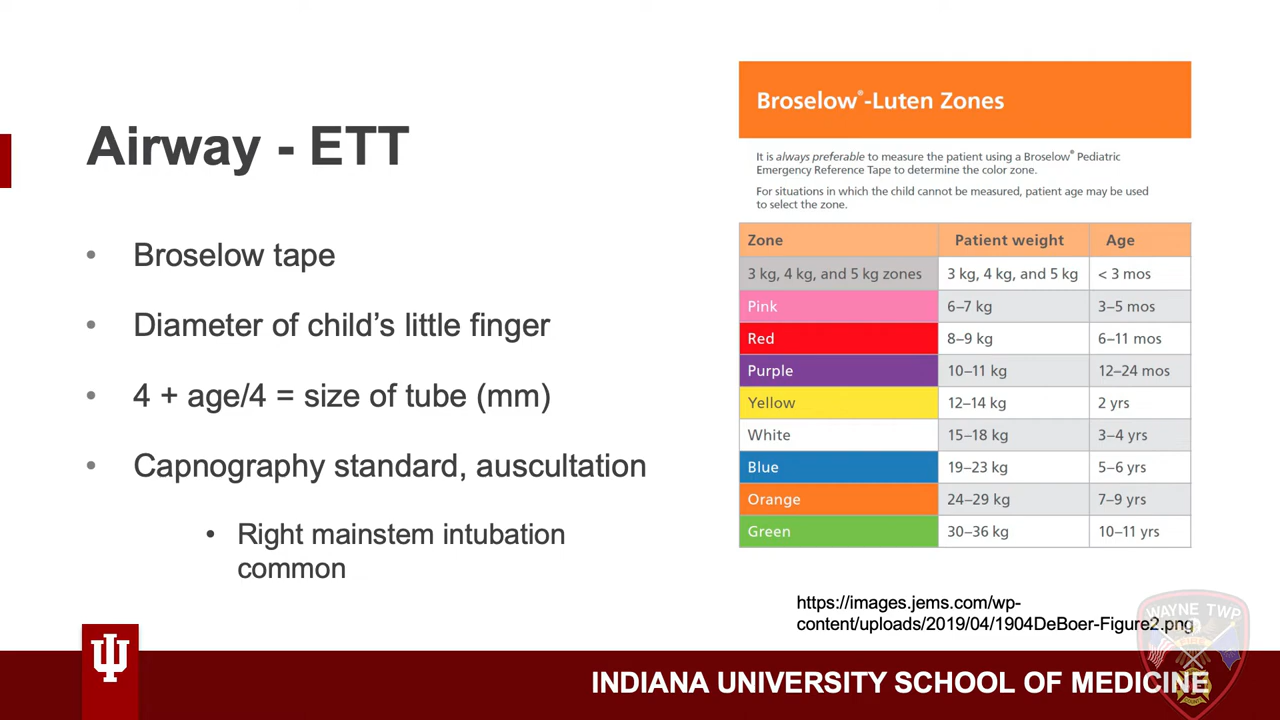 Airway - ETT
• Broselow tape
• Diameter of child’s little finger
• 4 + age/4 = size of tube (mm)
• Capnography standard, auscultation
• Right mainstem intubation
common
Broselow®-Luten Zones
It is always preferable to measure the patient using a Broselow® Pediatric
Emergency Reference Tape to determine the color zone.
For situations in which the child cannot be measured, patient age may be used
to select the zone.
Zone Patient weight Age
3 kg, 4 kg, and 5 kg zones 3 kg, 4 kg, and 5 kg < 3 mos
Pink 6–7 kg 3–5 mos
Red 8–9 kg 6–11 mos
Purple 10–11 kg 12–24 mos
Yellow 12–14 kg 2 yrs
White 15–18 kg 3–4 yrs
Blue 19–23 kg 5–6 yrs
Orange 24–29 kg 7–9 yrs
Green 30–36 kg 10–11 yrs
https://images.jems.com/wp-
content/uploads/2019/04/1904DeBoer-Figure2.png
WAYNE TWP
INDIANA UNIVERSITY SCHOOL OF MEDICINE